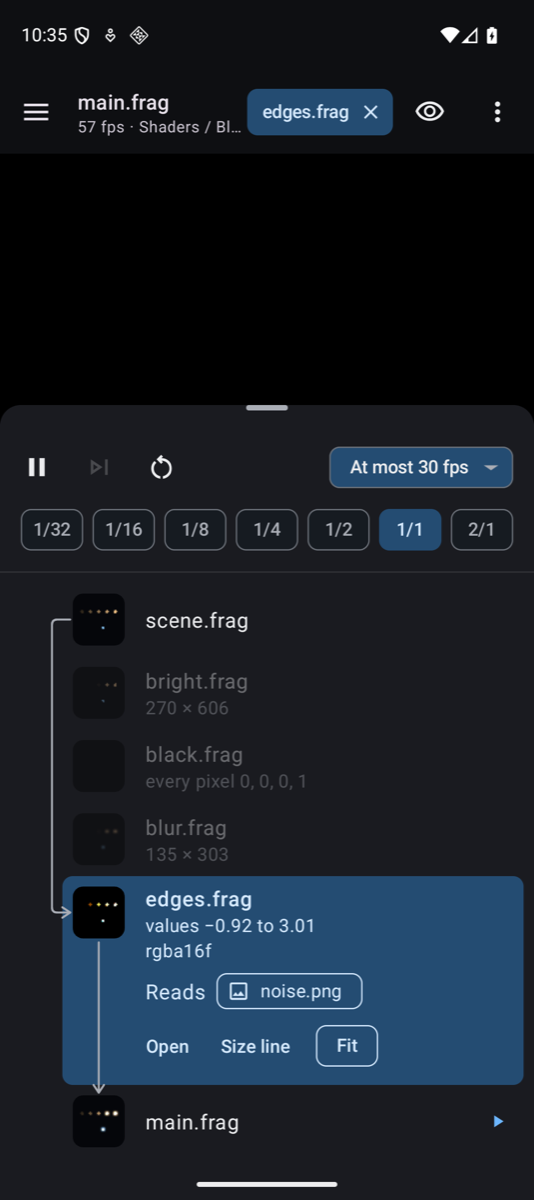 10:35
main.frag
57 fps · Shaders / Bl…
edges.frag
At most 30 fps
1/32
1/16
1/8
1/4
1/2
1/1
2/1
scene.frag
bright.frag
270 × 606
black.frag
every pixel 0, 0, 0, 1
blur.frag
135 × 303
edges.frag
values −0.92 to 3.01
rgba16f
Reads noise.png
Open Size line Fit
main.frag